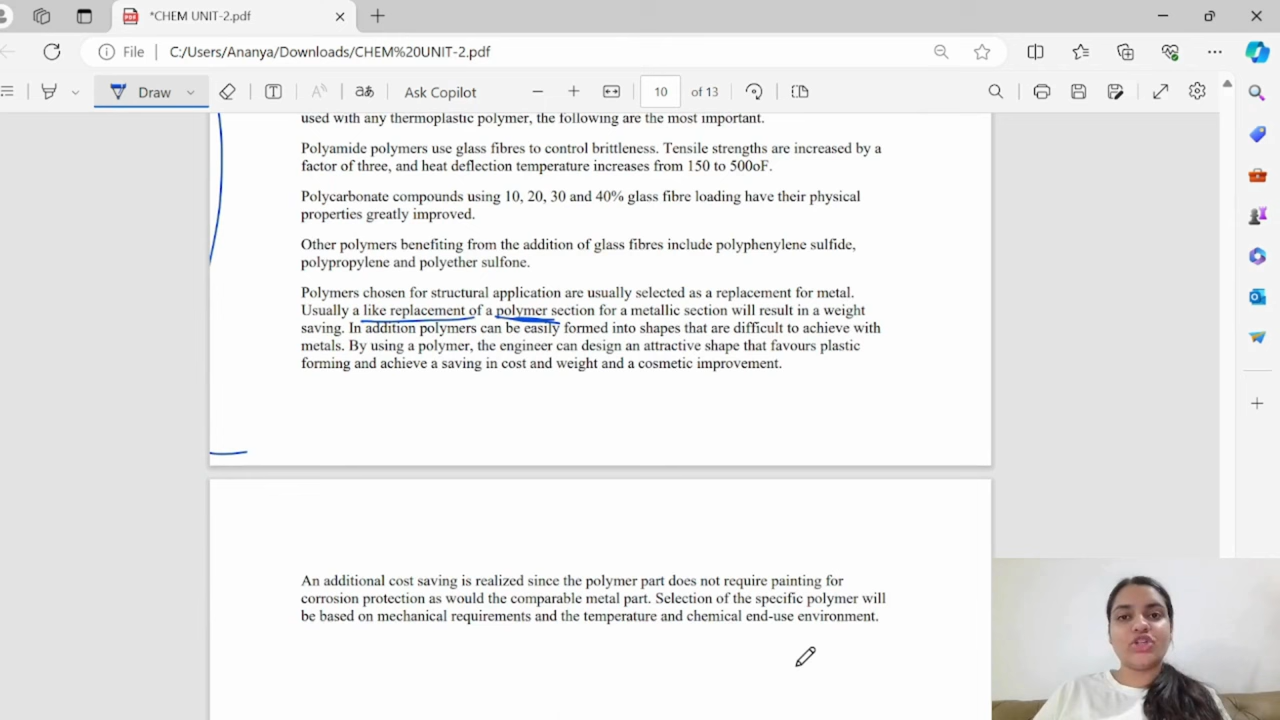 *CHEM UNIT-2.pdf
File
C:/Users/Ananya/Downloads/CHEM%20UNIT-2.pdf
Draw
Ask Copilot
10 of 13
used with any thermoplastic polymer, the following are the most important.
Polyamide polymers use glass fibres to control brittleness. Tensile strengths are increased by a
factor of three, and heat deflection temperature increases from 150 to 500oF.
Polycarbonate compounds using 10, 20, 30 and 40% glass fibre loading have their physical
properties greatly improved.
Other polymers benefiting from the addition of glass fibres include polyphenylene sulfide,
polypropylene and polyether sulfone.
Polymers chosen for structural application are usually selected as a replacement for metal.
Usually a like replacement of a polymer section for a metallic section will result in a weight
saving. In addition polymers can be easily formed into shapes that are difficult to achieve with
metals. By using a polymer, the engineer can design an attractive shape that favours plastic
forming and achieve a saving in cost and weight and a cosmetic improvement.
An additional cost saving is realized since the polymer part does not require painting for
corrosion protection as would the comparable metal part. Selection of the specific polymer will
be based on mechanical requirements and the temperature and chemical end-use environment.